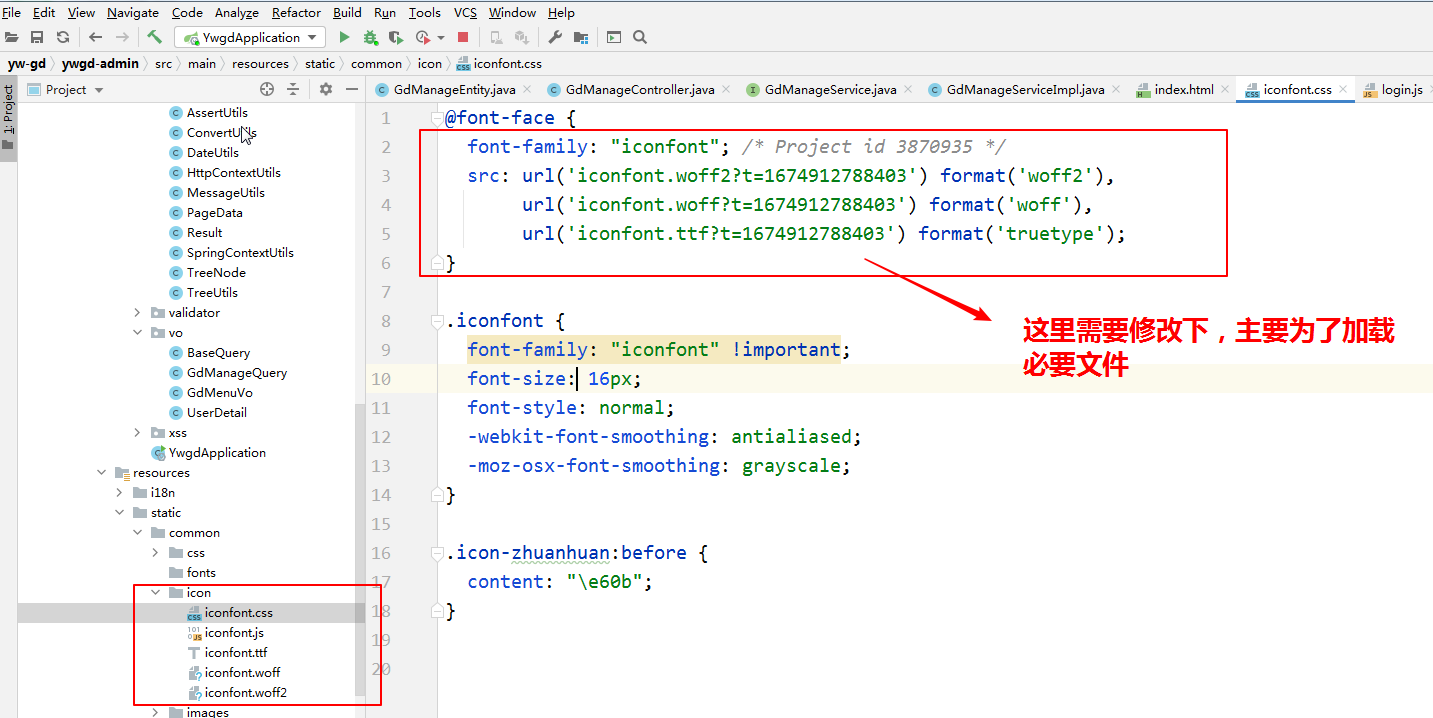 File Edit View Navigate Code Analyze Refactor Build Run Tools VCS Window Help
YwgdApplication
yw-gd ywgd-admin src main resources static common icon iconfont.css
1: Project
Project
GdManageEntity.java GdManageController.java GdManageService.java GdManageServiceImpl.java index.html iconfont.css login.js
AssertUtils
ConvertUtils
DateUtils
HttpContextUtils
MessageUtils
PageData
Result
SpringContextUtils
TreeNode
TreeUtils
validator
vo
BaseQuery
GdManageQuery
GdMenuVo
UserDetail
xss
YwgdApplication
resources
i18n
static
common
css
fonts
icon
iconfont.css
iconfont.js
iconfont.ttf
iconfont.woff
iconfont.woff2
images
1 @font-face {
2 font-family: "iconfont"; /* Project id 3870935 */
3 src: url('iconfont.woff2?t=1674912788403') format('woff2'),
4 url('iconfont.woff?t=1674912788403') format('woff'),
5 url('iconfont.ttf?t=1674912788403') format('truetype');
6 }
7
8 .iconfont {
9 font-family: "iconfont" !important;
10 font-size: 16px;
11 font-style: normal;
12 -webkit-font-smoothing: antialiased;
13 -moz-osx-font-smoothing: grayscale;
14 }
15
16 .icon-zhuanhuan:before {
17 content: "\e60b";
18 }
19
20
这里需要修改下，主要为了加载
必要文件